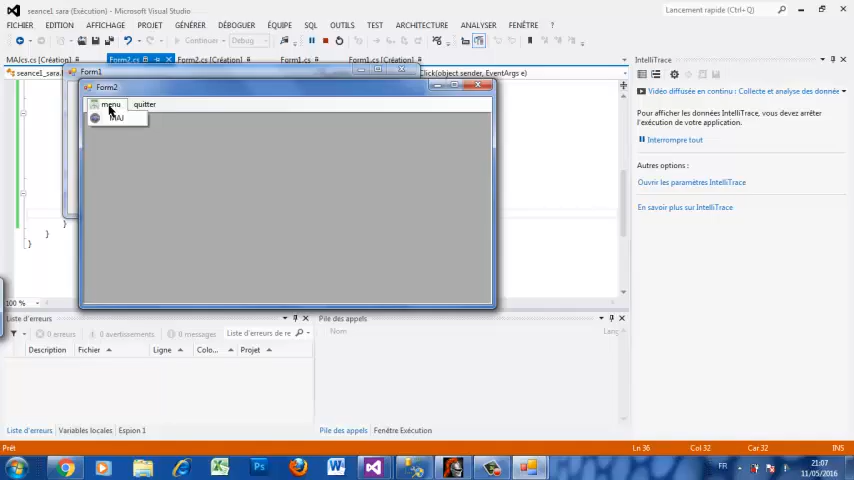 seance1 sara (Exécution) - Microsoft Visual Studio
Lancement rapide (Ctrl+Q)
FICHIER EDITION AFFICHAGE PROJET GÉNÉRER DÉBOGUER ÉQUIPE SQL OUTILS TEST ARCHITECTURE ANALYSER FENÊTRE ?
Continuer Debug
MAJcs.cs [Création] Form2.cs Form2.cs [Création] Form1.cs Form1.cs [Création]
seance1_sara. Form1 Click(object sender, EventArgs e)
Form2
menu quitter
MAJ
}
}
}
100 %
IntelliTrace
Vidéo diffusée en continu : Collecte et analyse des donnée
Pour afficher les données IntelliTrace, vous devez arrêter
l'exécution de votre application.
Interrompre tout
Autres options :
Ouvrir les paramètres IntelliTrace
En savoir plus sur IntelliTrace
Liste d'erreurs
Pile des appels
0 erreurs 0 avertissements 0 messages Liste d'erreurs de re
Nom Lang
Description Fichier Ligne Colo... Projet
Liste d'erreurs Variables locales Espion 1
Pile des appels Fenêtre Exécution
Prêt Ln 36 Col 32 Car 32 INS
FR
21:07
11/05/2016